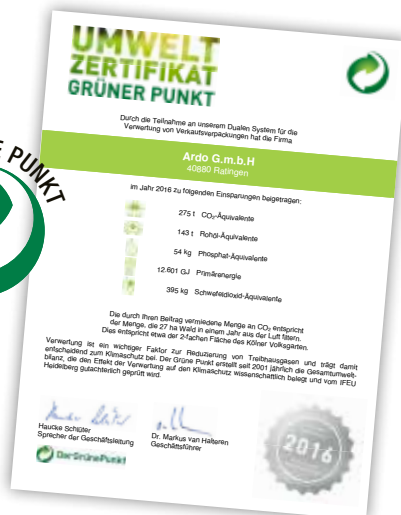 UMWELT
ZERTIFIKAT
GRÜNER PUNKT
Durch die Teilnahme an unserem Dualen System für die
Verwertung von Verkaufsverpackungen hat die Firma
Ardo G.m.b.H
40880 Ratingen
im Jahr 2016 zu folgenden Einsparungen beigetragen:
275 t CO₂-Äquivalente
143 t Rohöl-Äquivalente
54 kg Phosphat-Äquivalente
12.601 GJ Primärenergie
395 kg Schwefeldioxid-Äquivalente
Die durch Ihren Beitrag vermiedene Menge an CO₂ entspricht
der Menge, die 27 ha Wald in einem Jahr aus der Luft filtern.
Dies entspricht etwa der 2-fachen Fläche des Kölner Volksgarten.
Verwertung ist ein wichtiger Faktor zur Reduzierung von Treibhausgasen und trägt damit
entscheidend zum Klimaschutz bei. Der Grüne Punkt erstellt seit 2001 jährlich die Gesamtumwelt-
bilanz, die den Effekt der Verwertung auf den Klimaschutz wissenschaftlich belegt und vom IFEU
Heidelberg gutachterlich geprüft wird.
Haucke Schlüter
Sprecher der Geschäftsleitung
Dr. Markus van Halteren
Geschäftsführer
Der Grüne Punkt
2016
PUNKT